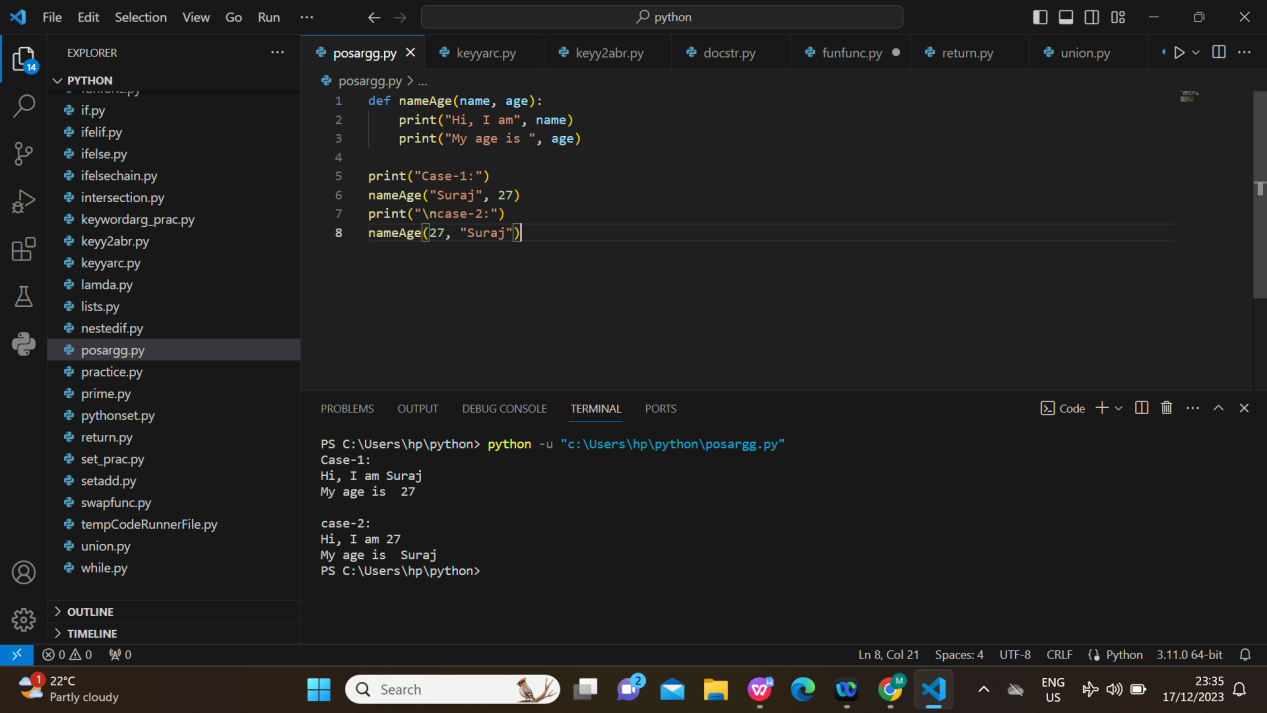 File Edit Selection View Go Run ···
python
14
EXPLORER ···
PYTHON
if.py
ifelif.py
ifelse.py
ifelsechain.py
intersection.py
keywordarg_prac.py
keyy2abr.py
keyyarc.py
lamda.py
lists.py
nestedif.py
posargg.py
practice.py
prime.py
pythonset.py
return.py
set_prac.py
setadd.py
swapfunc.py
tempCodeRunnerFile.py
union.py
while.py
OUTLINE
TIMELINE
posargg.py keyyarc.py keyy2abr.py docstr.py funfunc.py return.py union.py ···
posargg.py > ...
1 def nameAge(name, age):
2 print("Hi, I am", name)
3 print("My age is ", age)
4
5 print("Case-1:")
6 nameAge("Suraj", 27)
7 print("\ncase-2:")
8 nameAge(27, "Suraj")
PROBLEMS OUTPUT DEBUG CONSOLE TERMINAL PORTS Code ···
PS C:\Users\hp\python> python -u "c:\Users\hp\python\posargg.py"
Case-1:
Hi, I am Suraj
My age is  27
case-2:
Hi, I am 27
My age is  Suraj
PS C:\Users\hp\python>
0 0 0 Ln 8, Col 21 Spaces: 4 UTF-8 CRLF Python 3.11.0 64-bit
1 22°C
Partly cloudy
Search
2
M
ENG
US
23:35
17/12/2023